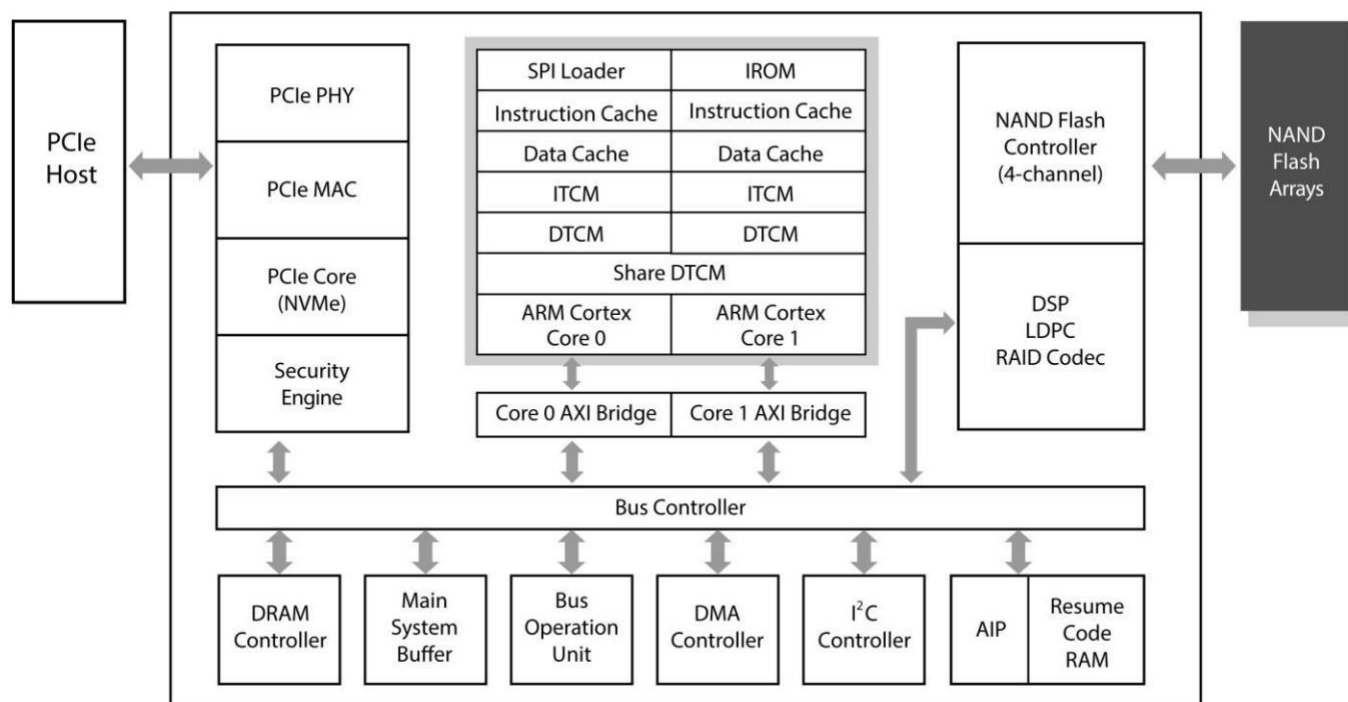 PCIe
Host
PCIe PHY
PCIe MAC
PCIe Core
(NVMe)
Security
Engine
SPI Loader
IROM
Instruction Cache
Instruction Cache
Data Cache
Data Cache
ITCM
ITCM
DTCM
DTCM
Share DTCM
ARM Cortex
Core 0
ARM Cortex
Core 1
Core 0 AXI Bridge
Core 1 AXI Bridge
NAND Flash
Controller
(4-channel)
DSP
LDPC
RAID Codec
NAND
Flash
Arrays
Bus Controller
DRAM
Controller
Main
System
Buffer
Bus
Operation
Unit
DMA
Controller
I²C
Controller
AIP
Resume
Code
RAM